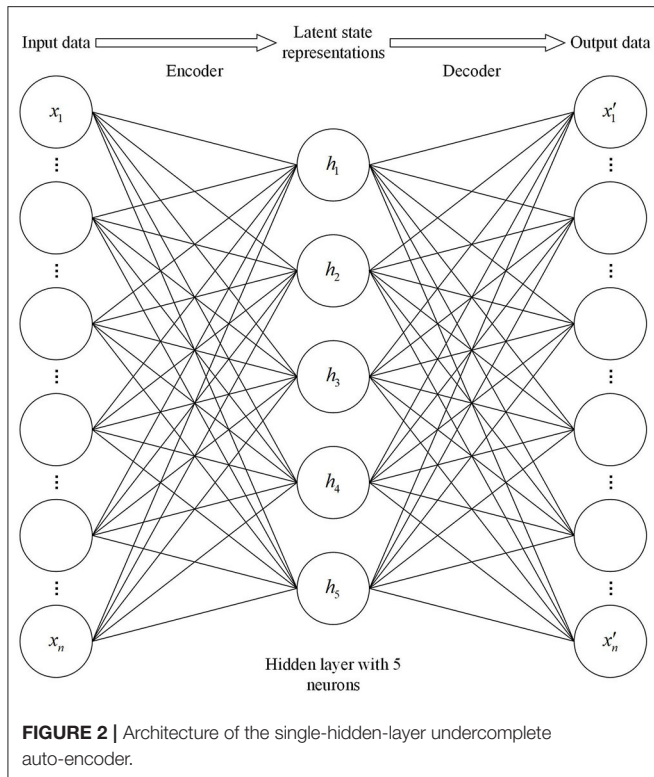 Input data
Latent state
representations
Output data
Encoder
Decoder
x₁
x′₁
⋮
⋮
h₁
⋮
⋮
h₂
⋮
⋮
h₃
⋮
⋮
h₄
⋮
⋮
h₅
xₙ
x′ₙ
Hidden layer with 5
neurons
FIGURE 2 | Architecture of the single-hidden-layer undercomplete
auto-encoder.